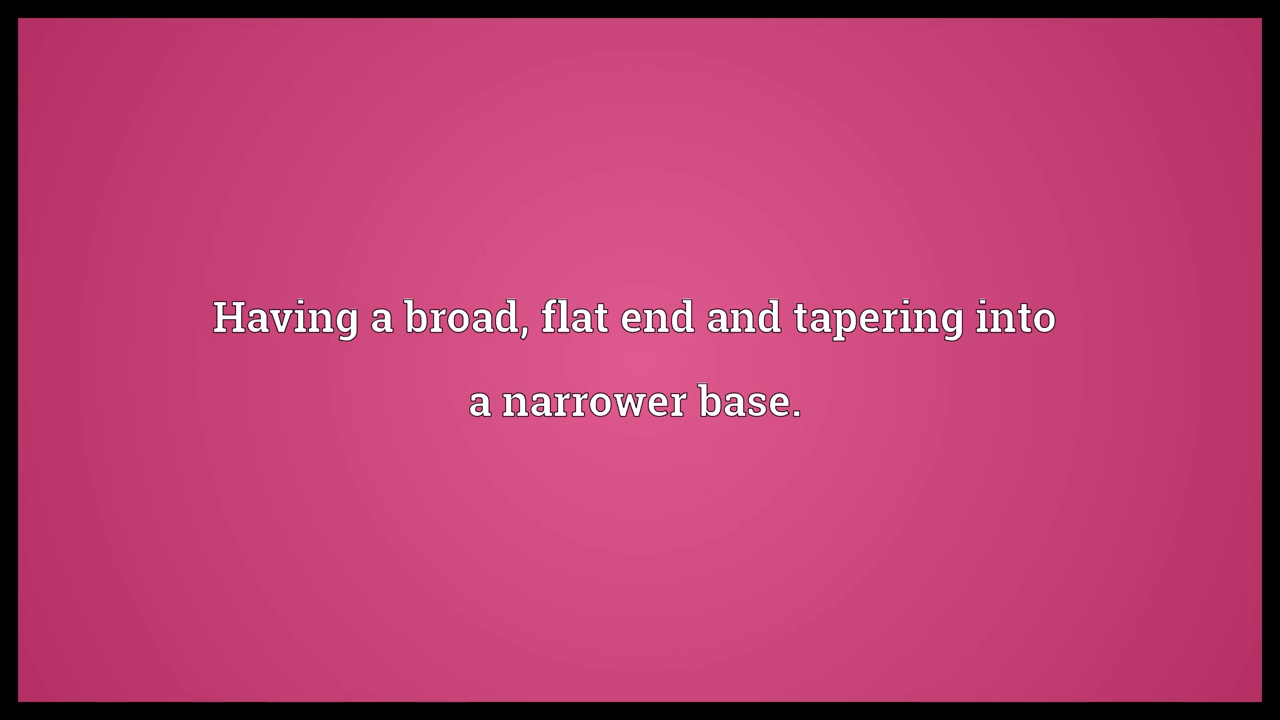 Having a broad, flat end and tapering into
a narrower base.